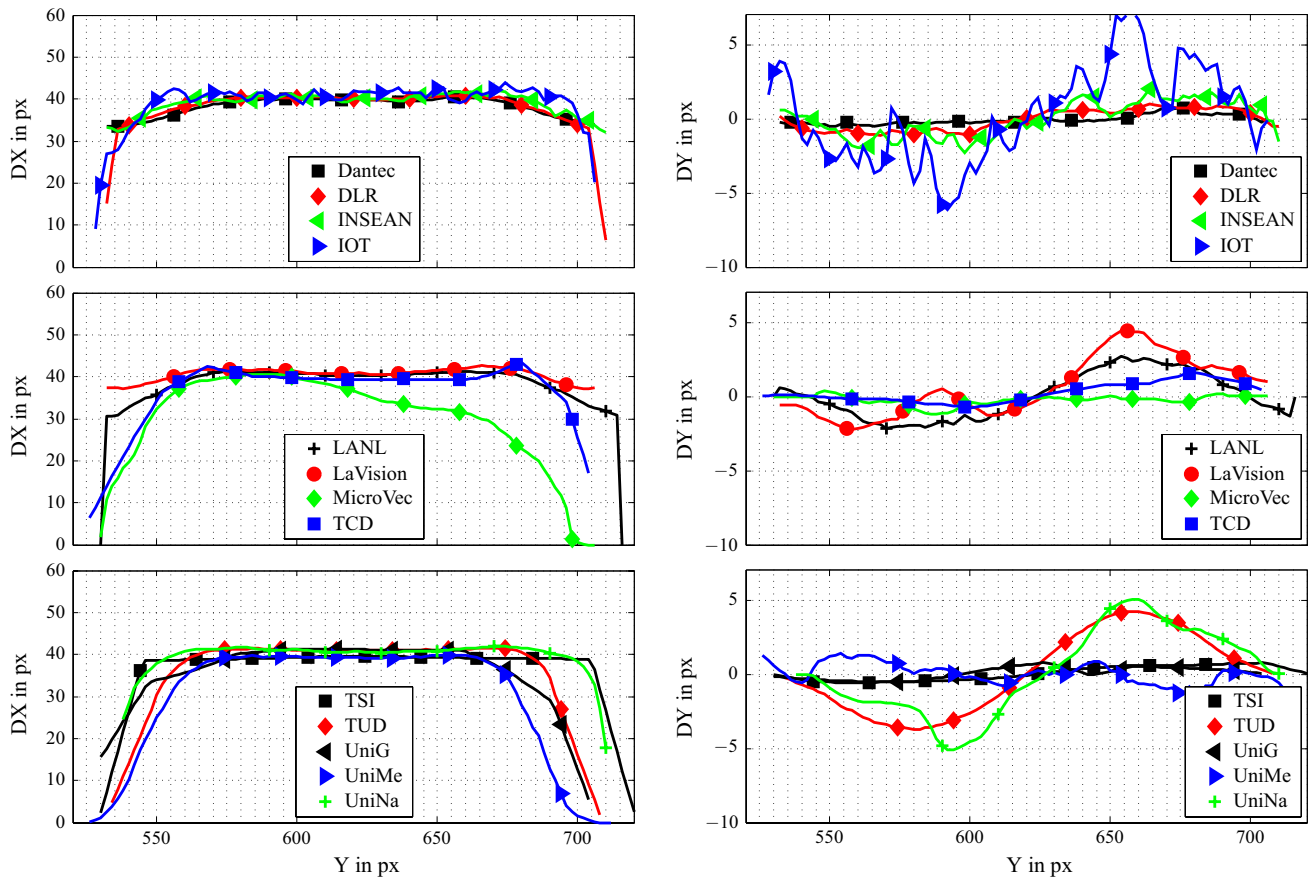 60
50
40
30
20
10
0
DX in px
Dantec
DLR
INSEAN
IOT
5
0
−5
−10
DY in px
Dantec
DLR
INSEAN
IOT
60
50
40
30
20
10
0
DX in px
LANL
LaVision
MicroVec
TCD
5
0
−5
−10
DY in px
LANL
LaVision
MicroVec
TCD
60
50
40
30
20
10
0
DX in px
TSI
TUD
UniG
UniMe
UniNa
550 600 650 700
Y in px
5
0
−5
−10
DY in px
TSI
TUD
UniG
UniMe
UniNa
550 600 650 700
Y in px